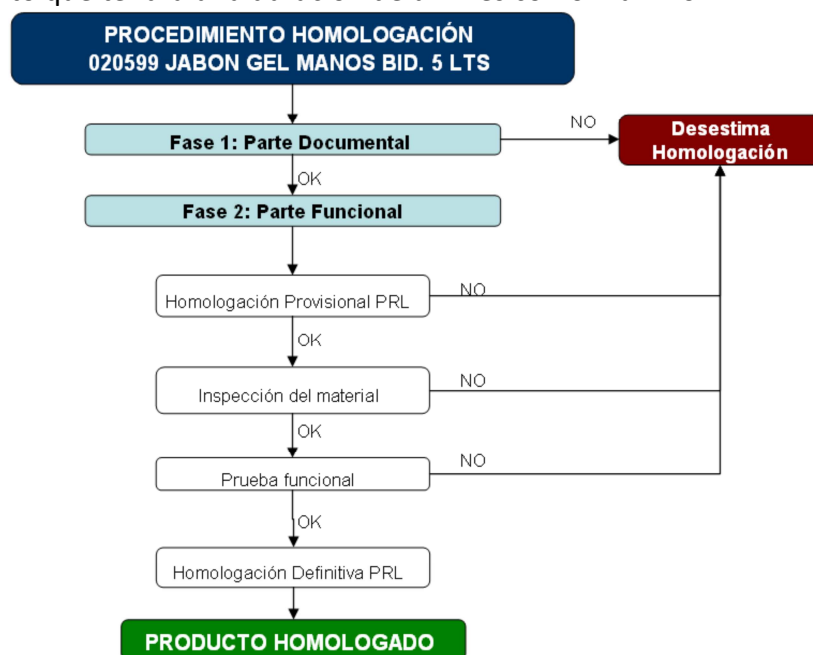 PROCEDIMIENTO HOMOLOGACIÓN
020599 JABON GEL MANOS BID. 5 LTS
NO
Desestima
Homologación
Fase 1: Parte Documental
OK
Fase 2: Parte Funcional
Homologación Provisional PRL
NO
OK
Inspección del material
NO
OK
Prueba funcional
NO
OK
Homologación Definitiva PRL
PRODUCTO HOMOLOGADO